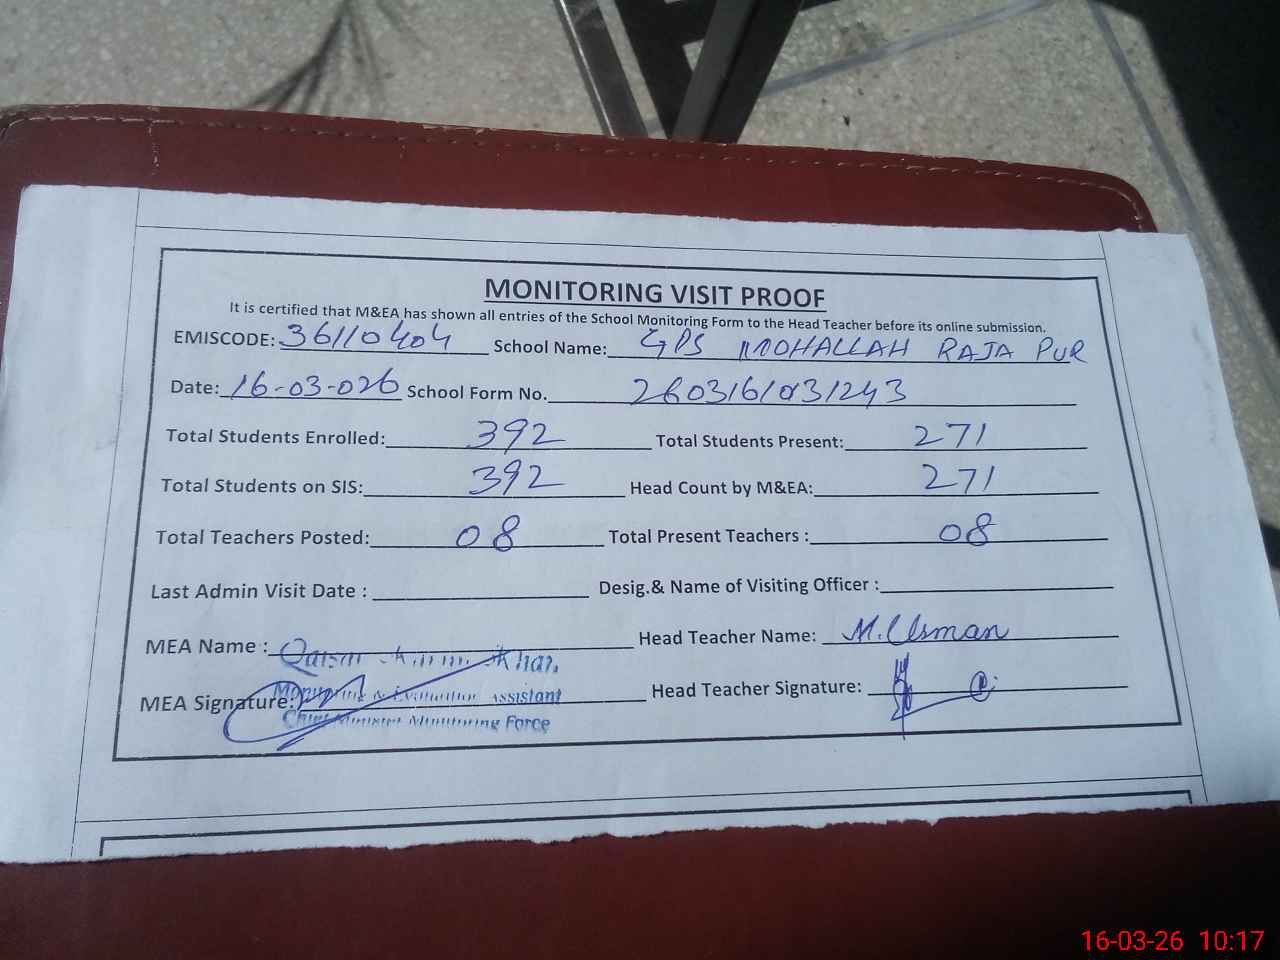 MONITORING VISIT PROOF
It is certified that M&EA has shown all entries of the School Monitoring Form to the Head Teacher before its online submission.
EMISCODE: 36110404 School Name: GPS MOHALLAH RAJA PUR
Date: 16-03-026 School Form No. 260316/031243
Total Students Enrolled: 392 Total Students Present: 271
Total Students on SIS: 392 Head Count by M&EA: 271
Total Teachers Posted: 08 Total Present Teachers : 08
Last Admin Visit Date : Desig.& Name of Visiting Officer :
MEA Name : Qaisar Khan Head Teacher Name: M. Usman
Monitoring & Evaluation Assistant
MEA Signature: Head Teacher Signature:
Chief Minister Monitoring Force
16-03-26 10:17